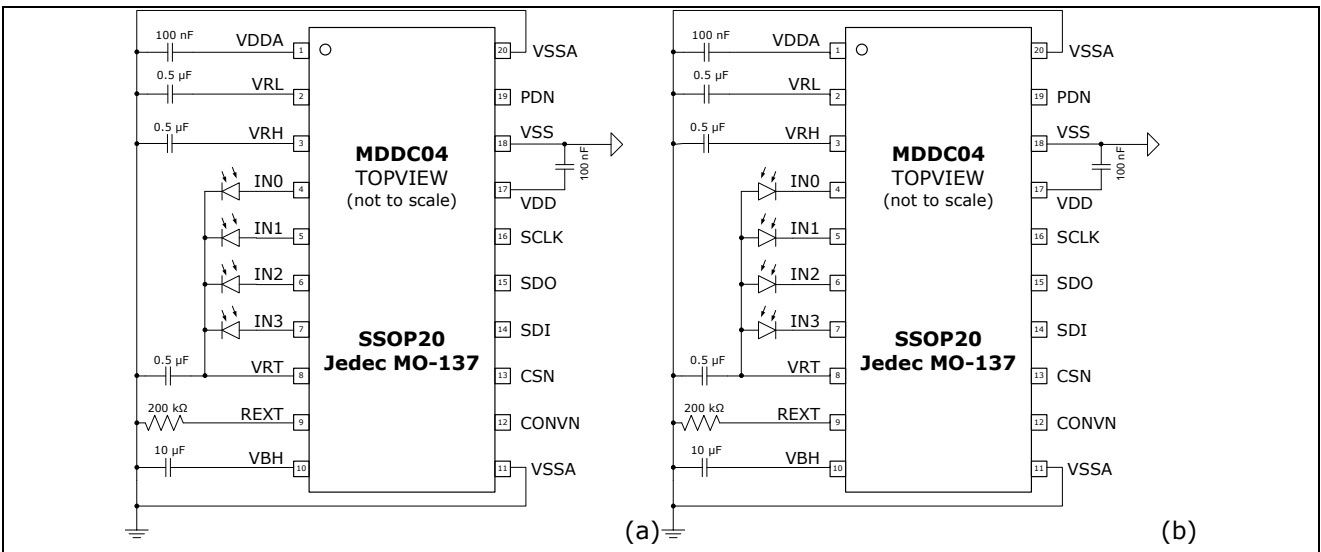 100 nF
VDDA
1
20
VSSA
0.5 µF
VRL
2
19
PDN
0.5 µF
VRH
3
18
VSS
100 nF
MDDC04
TOPVIEW
(not to scale)
IN0
4
17
VDD
IN1
5
16
SCLK
IN2
6
15
SDO
IN3
7
14
SDI
SSOP20
Jedec MO-137
0.5 µF
VRT
8
13
CSN
200 kΩ
REXT
9
12
CONVN
10 µF
VBH
10
11
VSSA
(a)
100 nF
VDDA
1
20
VSSA
0.5 µF
VRL
2
19
PDN
0.5 µF
VRH
3
18
VSS
100 nF
MDDC04
TOPVIEW
(not to scale)
IN0
4
17
VDD
IN1
5
16
SCLK
IN2
6
15
SDO
IN3
7
14
SDI
SSOP20
Jedec MO-137
0.5 µF
VRT
8
13
CSN
200 kΩ
REXT
9
12
CONVN
10 µF
VBH
10
11
VSSA
(b)